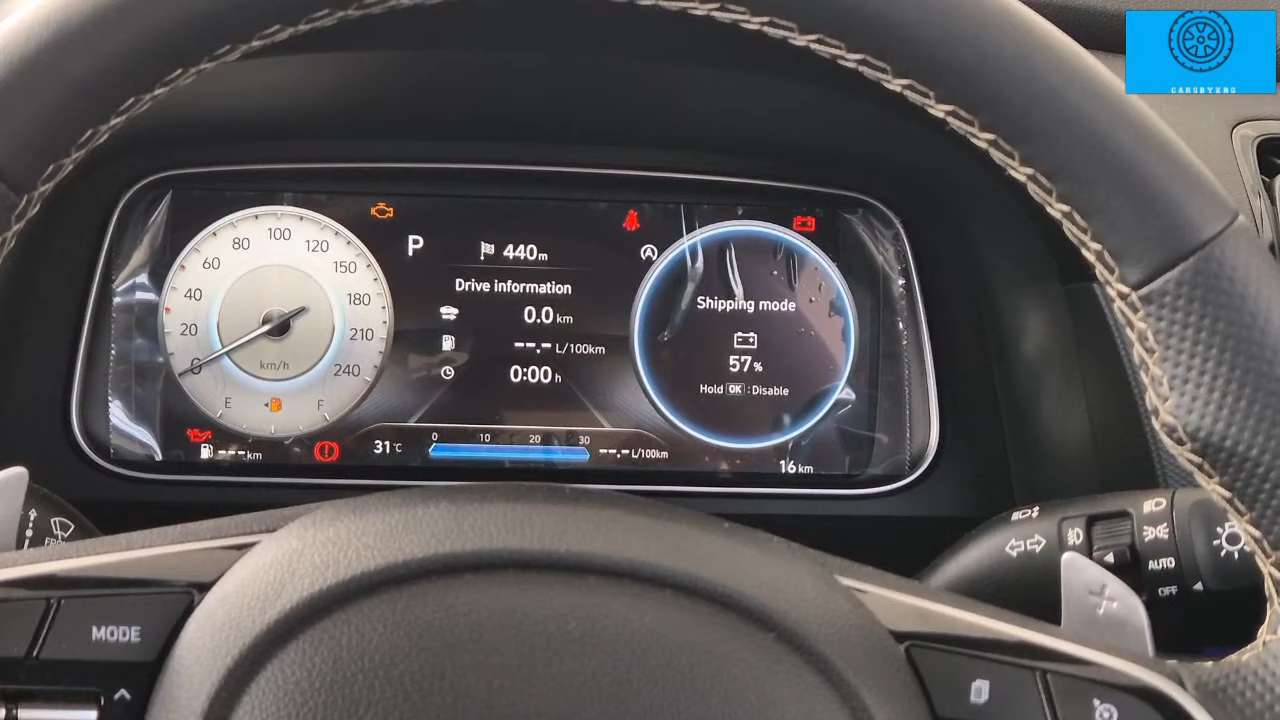 CARSBYKRG
P
440m
Drive information
0.0 km
--.- L/100km
0:00 h
0
20
40
60
80
100
120
150
180
210
240
km/h
E
F
---km
31°C
0 10 20 30
--.- L/100km
Shipping mode
57%
Hold OK : Disable
16 km
A
MODE
AUTO
OFF